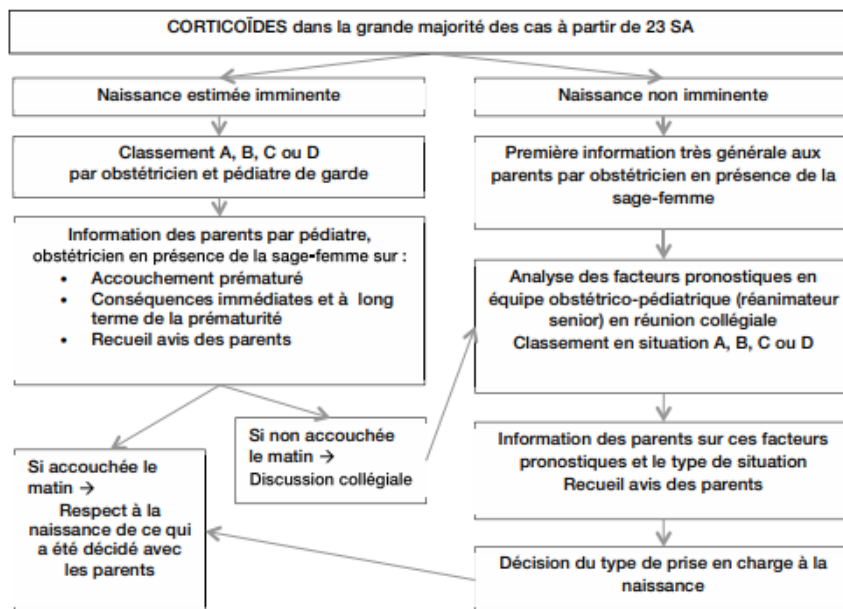 CORTICOÏDES dans la grande majorité des cas à partir de 23 SA
Naissance estimée imminente
Naissance non imminente
Classement A, B, C ou D
par obstétricien et pédiatre de garde
Première information très générale aux
parents par obstétricien en présence de la
sage-femme
Information des parents par pédiatre,
obstétricien en présence de la sage-femme sur :
• Accouchement prématuré
• Conséquences immédiates et à long
terme de la prématurité
• Recueil avis des parents
Analyse des facteurs pronostiques en
équipe obstétrico-pédiatrique (réanimateur
senior) en réunion collégiale
Classement en situation A, B, C ou D
Si non accouchée
le matin →
Discussion collégiale
Information des parents sur ces facteurs
pronostiques et le type de situation
Recueil avis des parents
Si accouchée le
matin →
Respect à la
naissance de ce qui
a été décidé avec
les parents
Décision du type de prise en charge à la
naissance